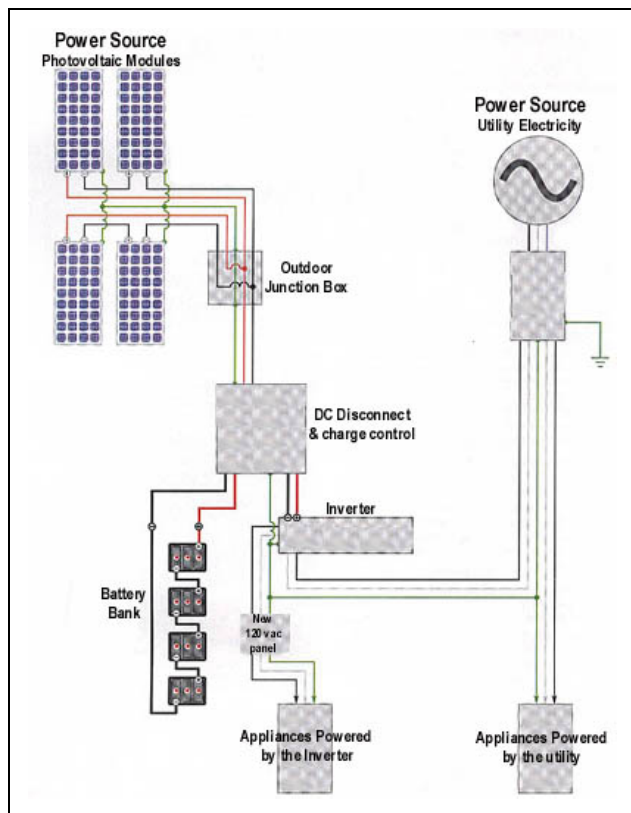 Power Source
Photovoltaic Modules
Power Source
Utility Electricity
Outdoor
Junction Box
DC Disconnect
& charge control
Inverter
Battery
Bank
New
120 vac
panel
Appliances Powered
by the Inverter
Appliances Powered
by the utility